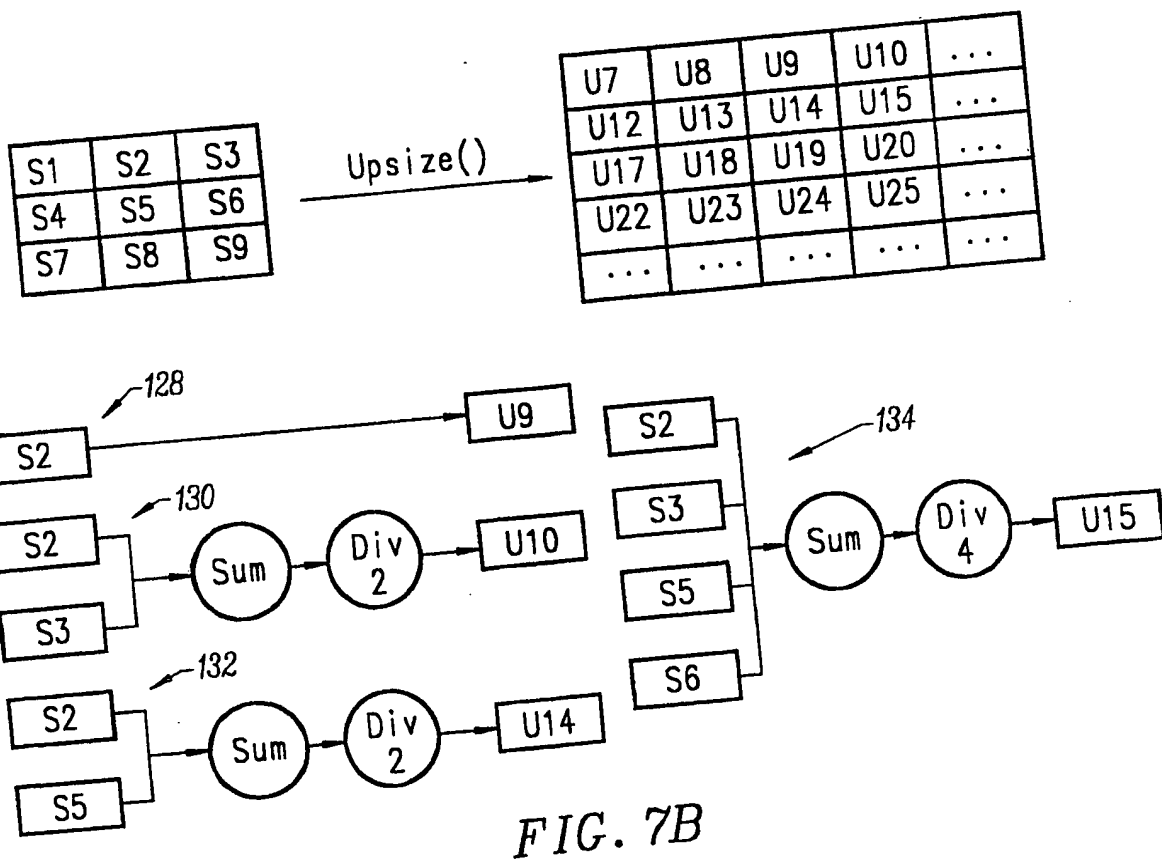 S1 S2 S3
S4 S5 S6
S7 S8 S9
Upsize()
U7 U8 U9 U10 ...
U12 U13 U14 U15 ...
U17 U18 U19 U20 ...
U22 U23 U24 U25 ...
... ... ... ... ...
128
S2 U9
130
S2
S3
Sum Div 2 U10
132
S2
S5
Sum Div 2 U14
134
S2
S3
S5
S6
Sum Div 4 U15
FIG. 7B